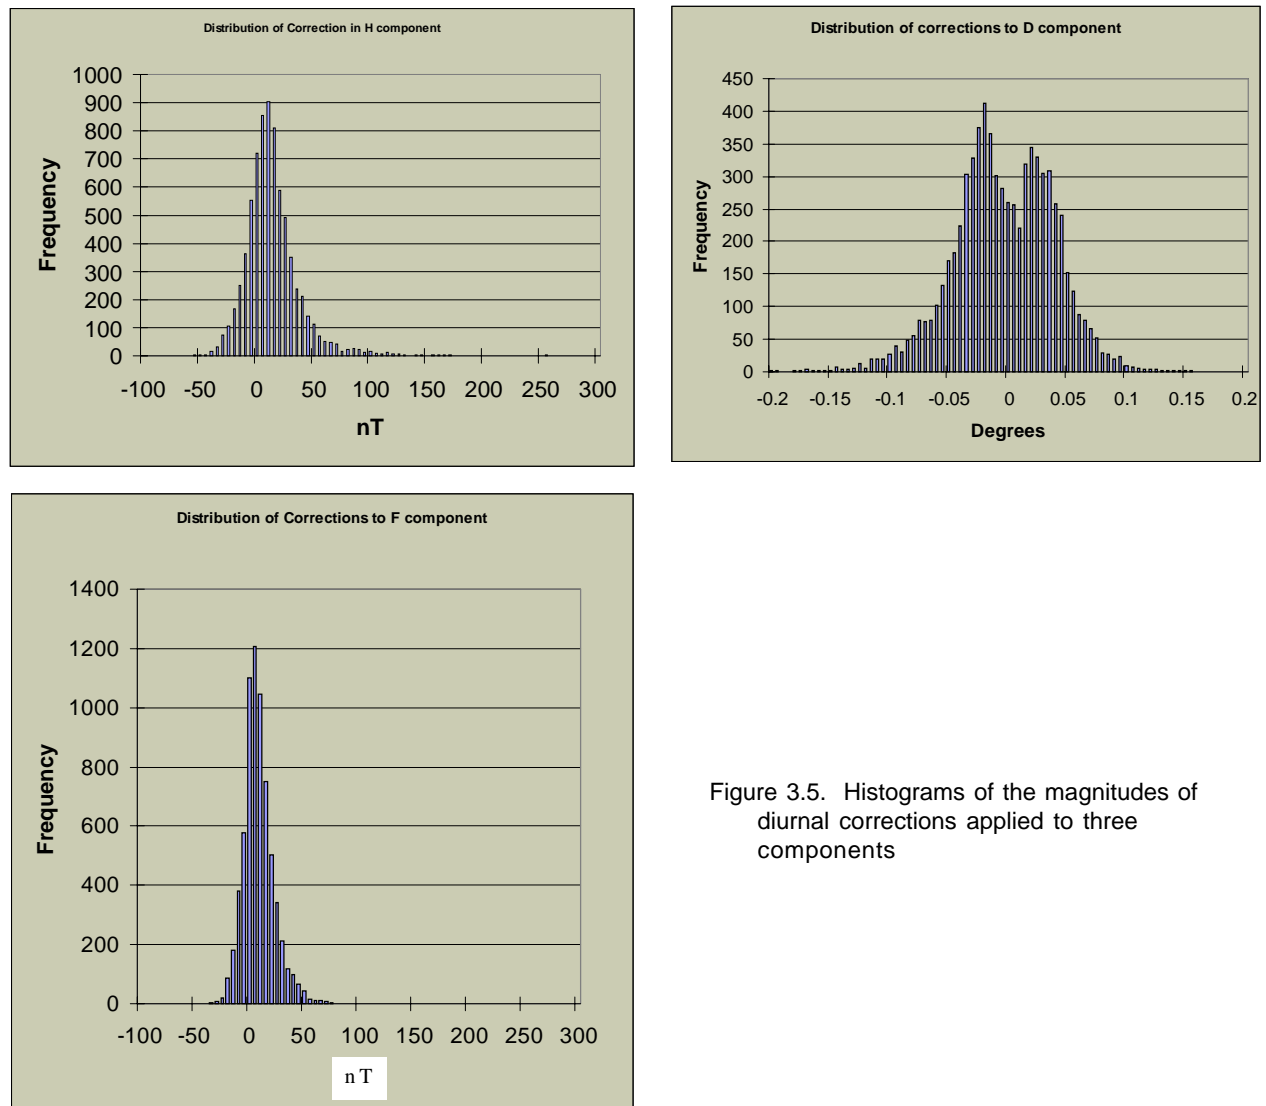 Distribution of Correction in H component
1000
900
800
700
600
500
400
300
200
100
0
-100 -50 0 50 100 150 200 250 300
Frequency
nT
Distribution of corrections to D component
450
400
350
300
250
200
150
100
50
0
-0.2 -0.15 -0.1 -0.05 0 0.05 0.1 0.15 0.2
Frequency
Degrees
Distribution of Corrections to F component
1400
1200
1000
800
600
400
200
0
-100 -50 0 50 100 150 200 250 300
Frequency
n T
Figure 3.5. Histograms of the magnitudes of
diurnal corrections applied to three
components